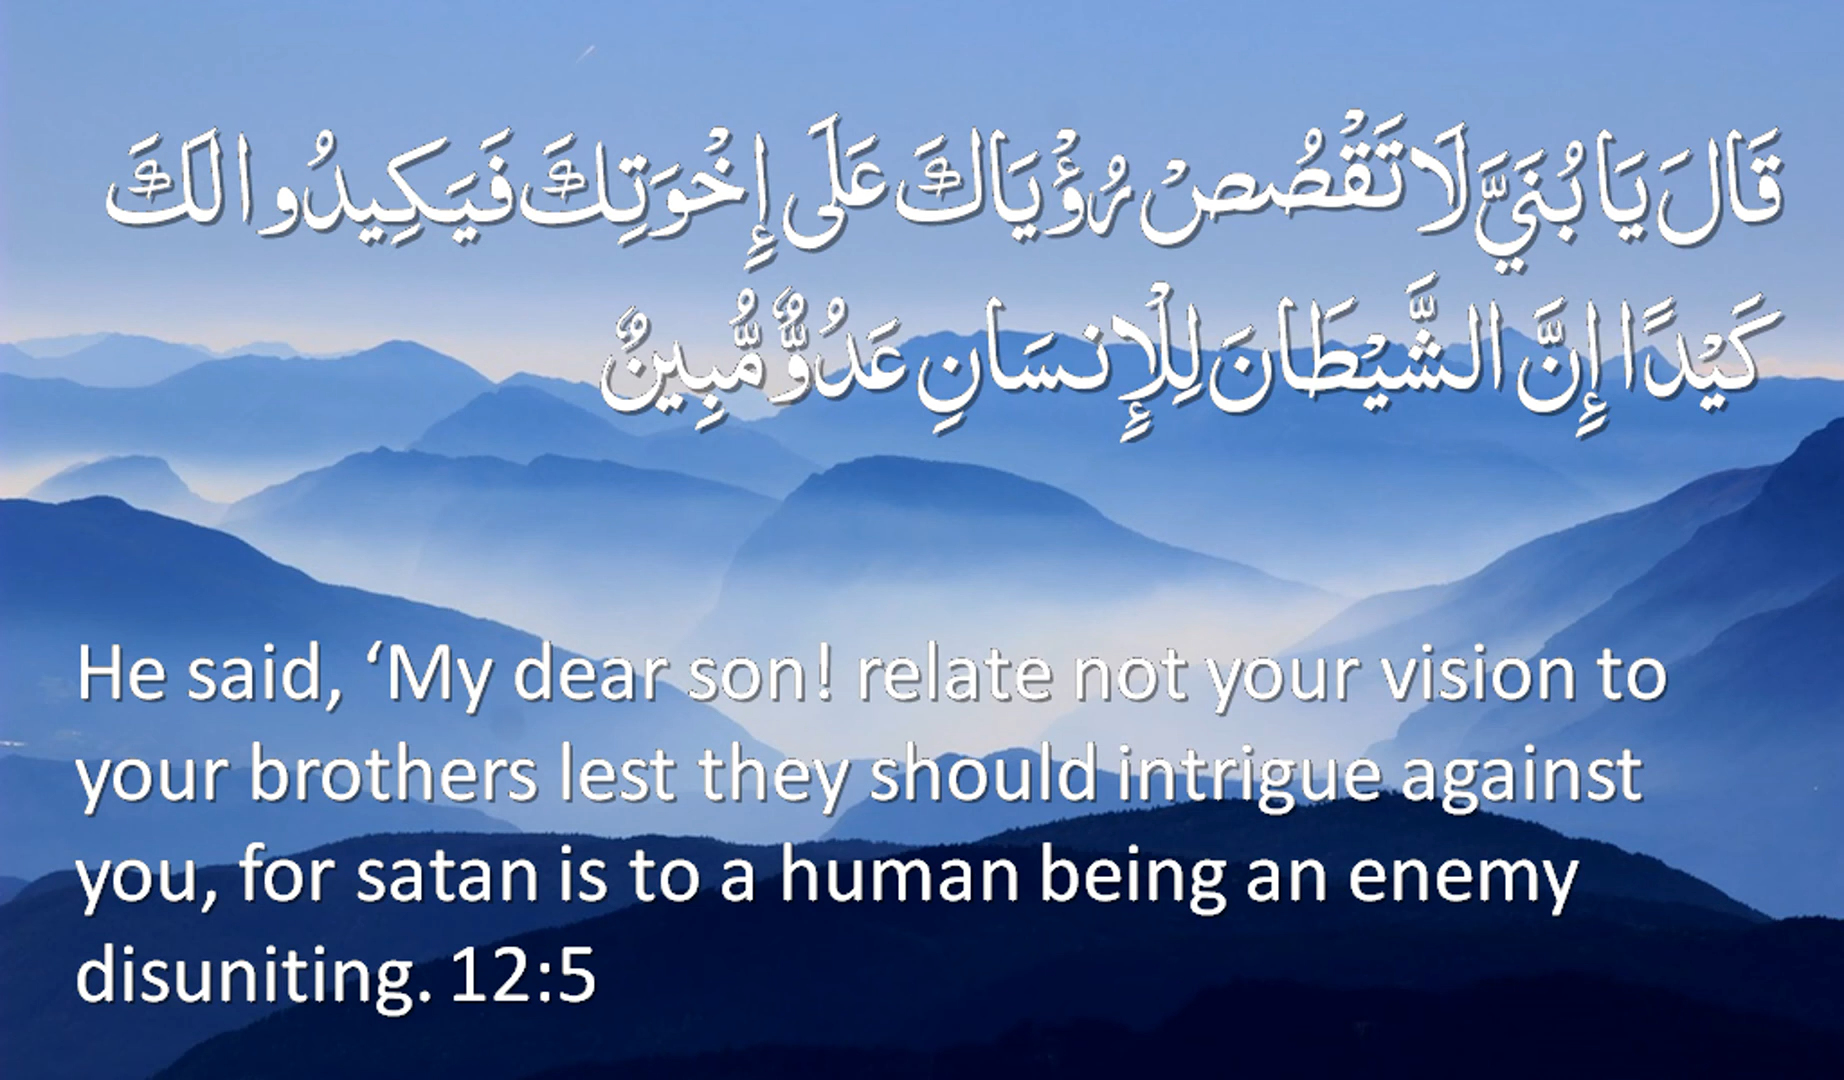 قَالَ يَا بُنَيَّ لَا تَقْصُصْ رُؤْيَاكَ عَلَى إِخْوَتِكَ فَيَكِيدُوا لَكَ
كَيْدًا إِنَّ الشَّيْطَانَ لِلْإِنسَانِ عَدُوٌّ مُّبِينٌ
He said, ‘My dear son! relate not your vision to
your brothers lest they should intrigue against
you, for satan is to a human being an enemy
disuniting. 12:5